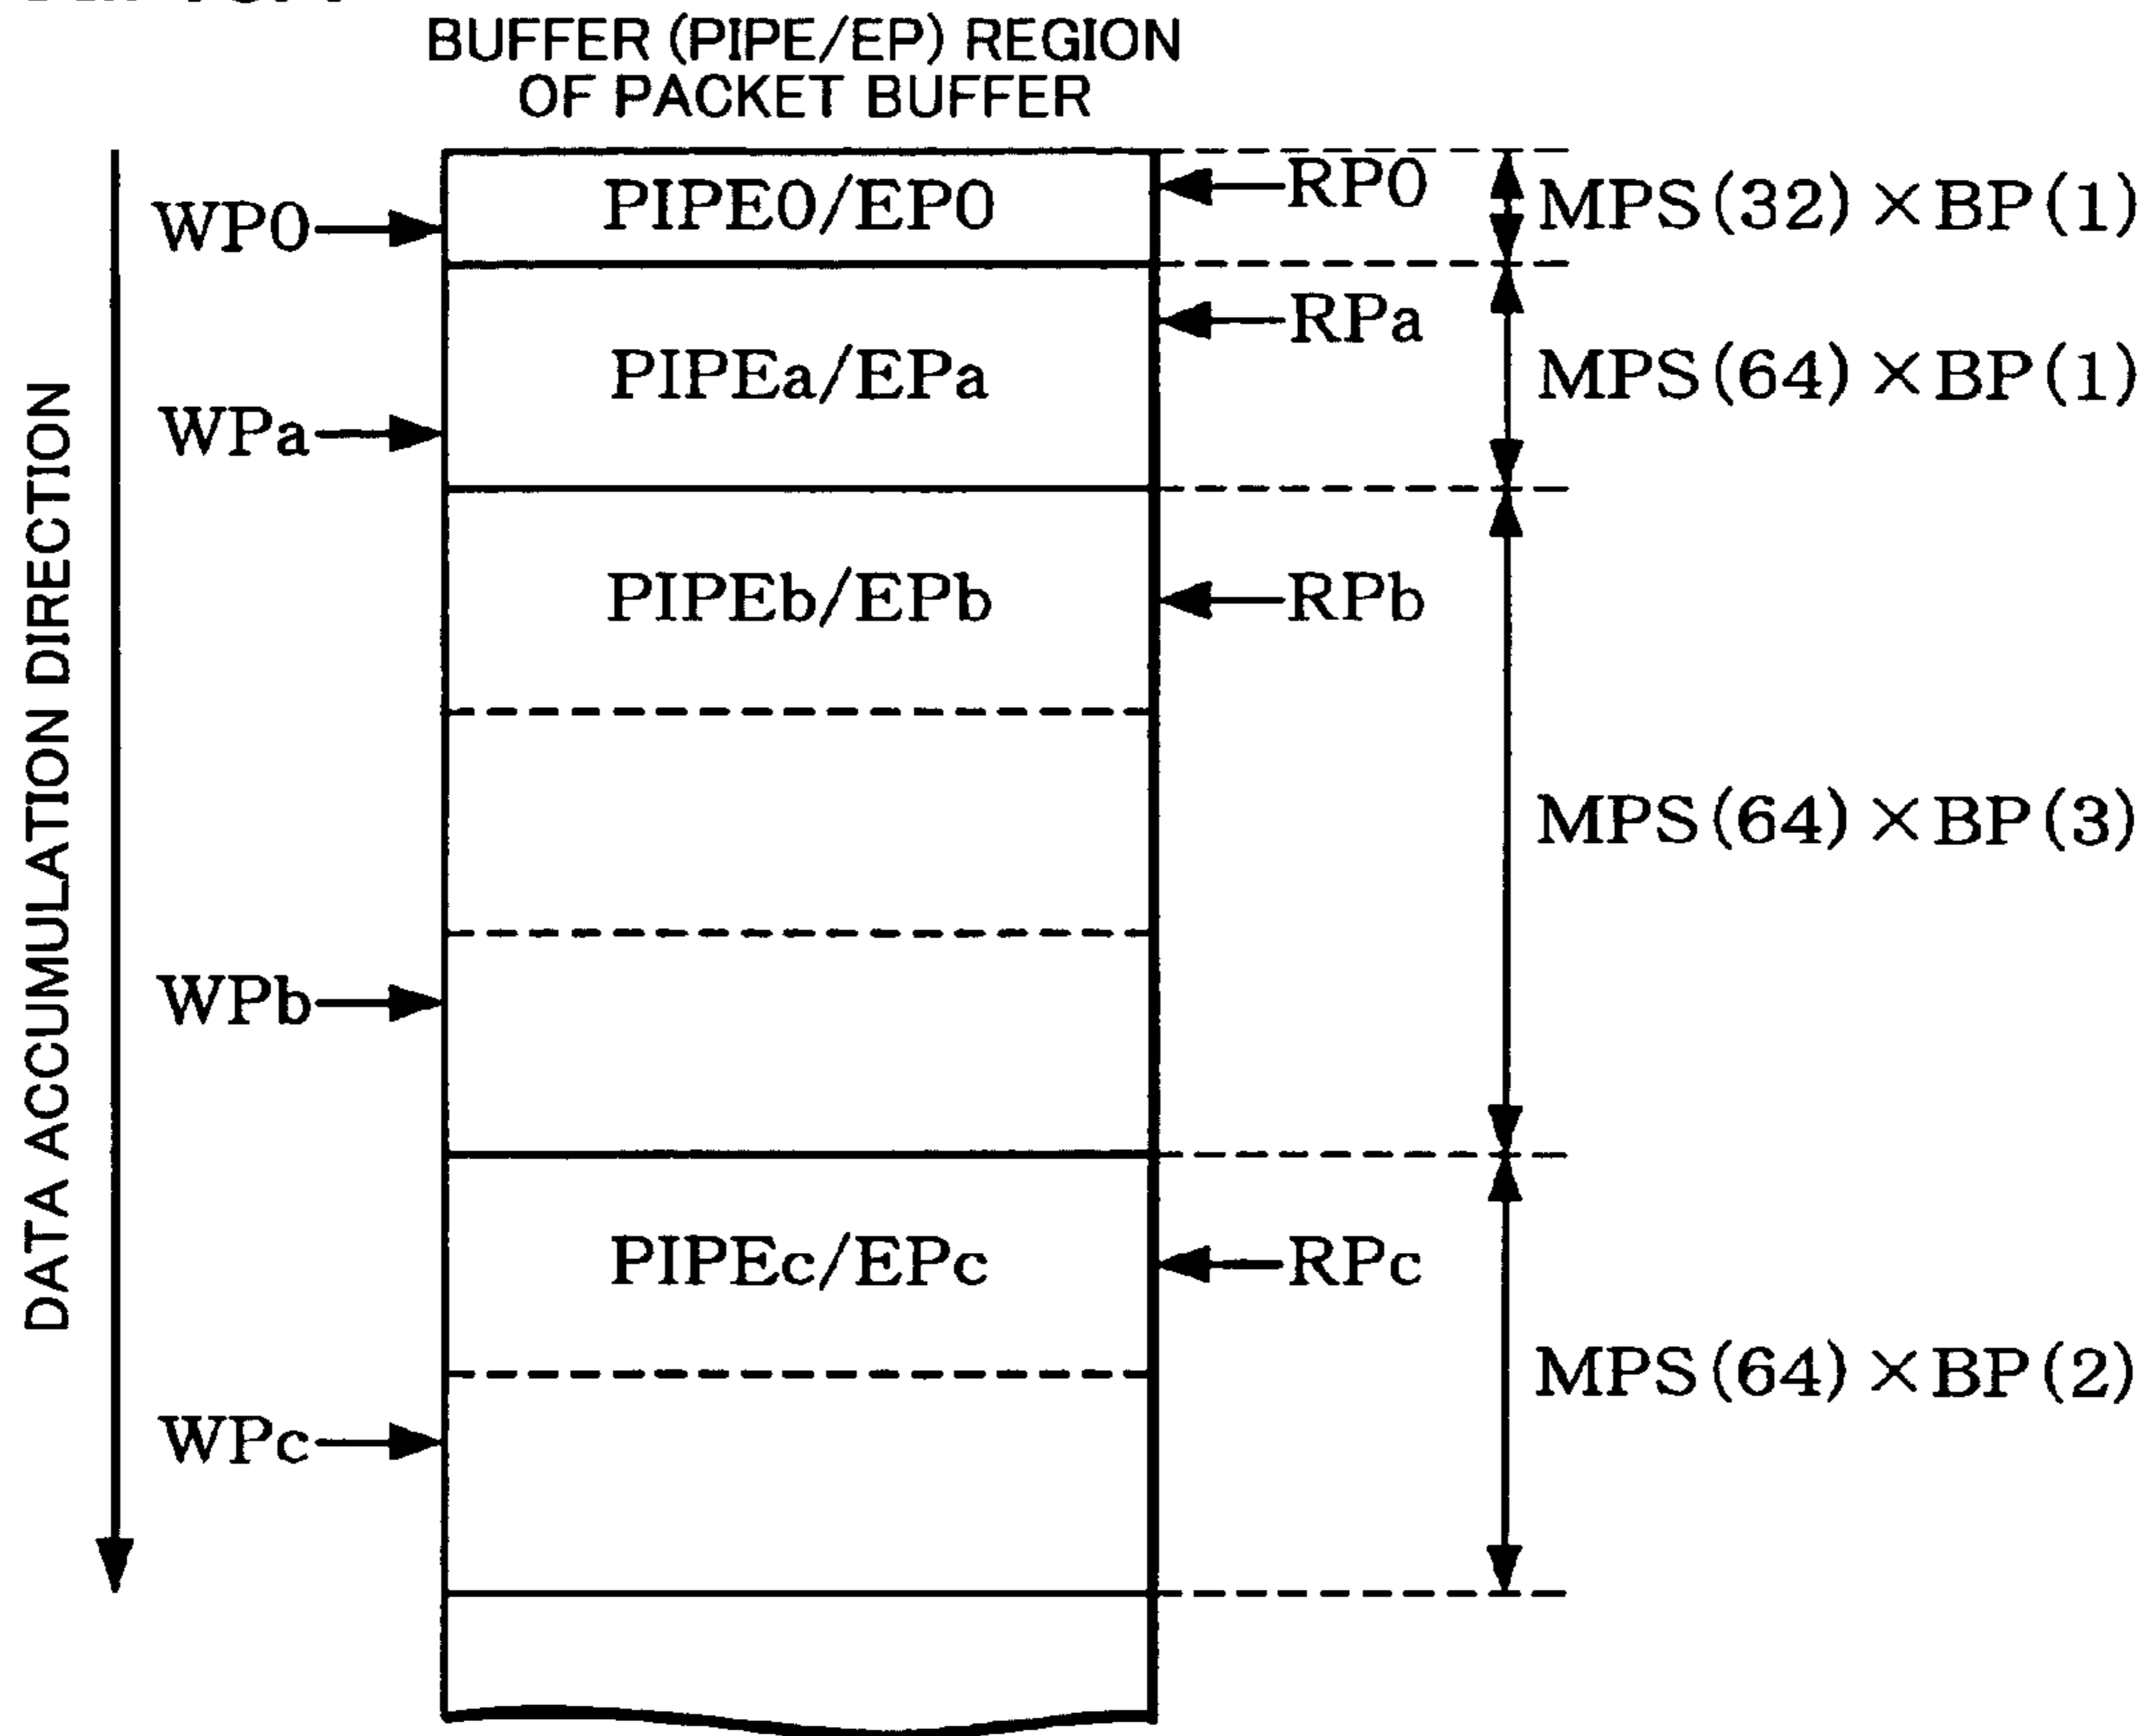 BUFFER (PIPE/EP) REGION
OF PACKET BUFFER
PIPE0/EP0
RP0
MPS(32)×BP(1)
WP0
RPa
PIPEa/EPa
MPS(64)×BP(1)
WPa
PIPEb/EPb
RPb
MPS(64)×BP(3)
DATA ACCUMULATION DIRECTION
WPb
PIPEc/EPc
RPc
MPS(64)×BP(2)
WPc